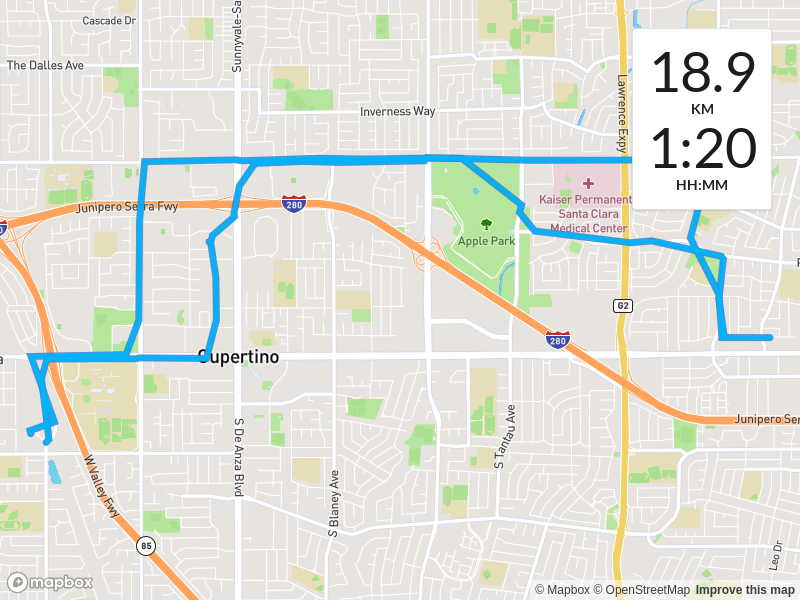 Cascade Dr
Sunnyvale-Sa
The Dalles Ave
Inverness Way
Lawrence Expy
18.9
KM
1:20
HH:MM
Kaiser Permanent
Santa Clara
Medical Center
Junipero Serra Fwy
280
Apple Park
G2
280
Cupertino
a
Junipero Ser
S De Anza Blvd
S Blaney Ave
S Tantau Ave
W Valley Fwy
85
Leo Dr
mapbox
© Mapbox © OpenStreetMap Improve this map